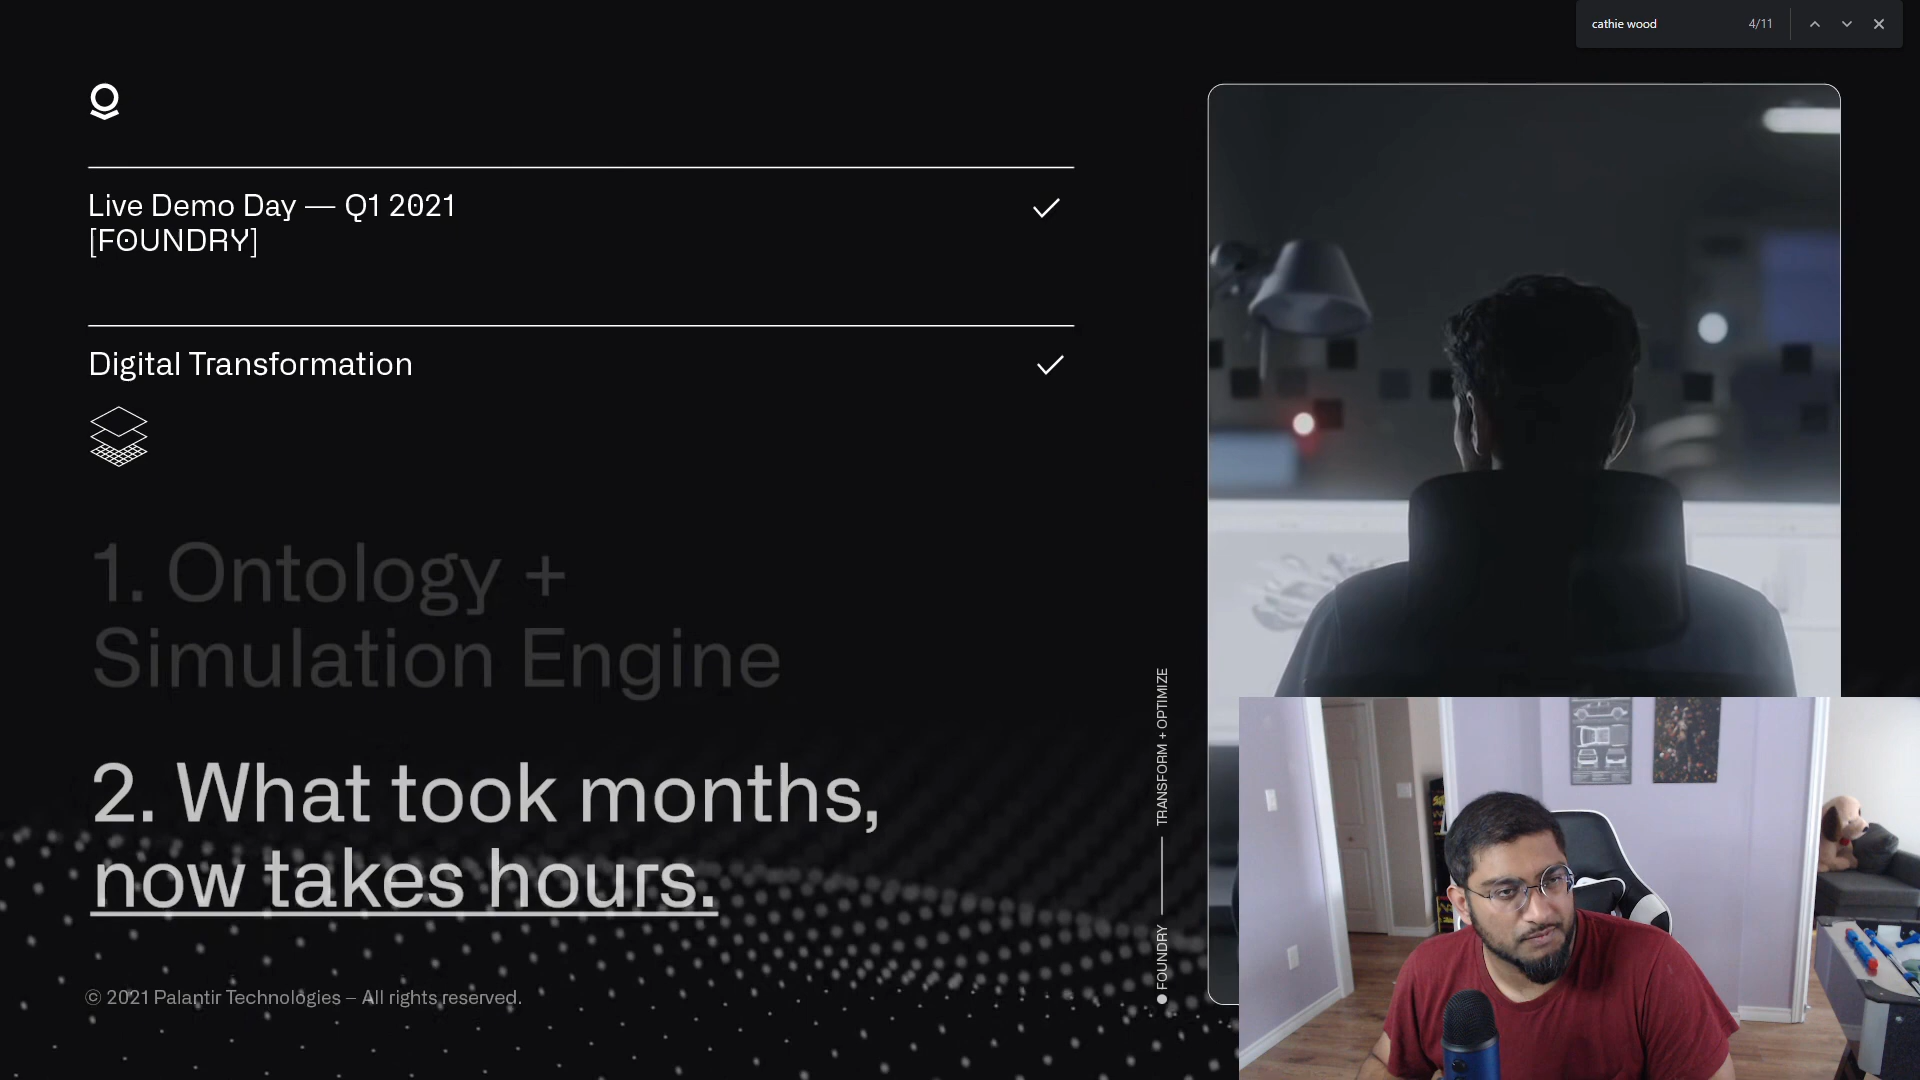 cathie wood
4/11
Live Demo Day — Q1 2021
[FOUNDRY]
Digital Transformation
1. Ontology +
Simulation Engine
2. What took months,
now takes hours.
© 2021 Palantir Technologies – All rights reserved.
FOUNDRY
TRANSFORM + OPTIMIZE